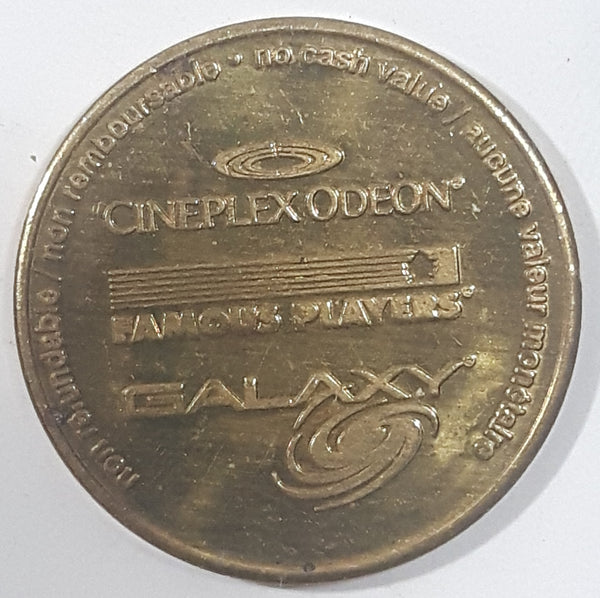 non refundable / non remboursable • no cash value / aucune valeur monétaire
CINEPLEX ODEON
FAMOUS PLAYERS
GALAXY